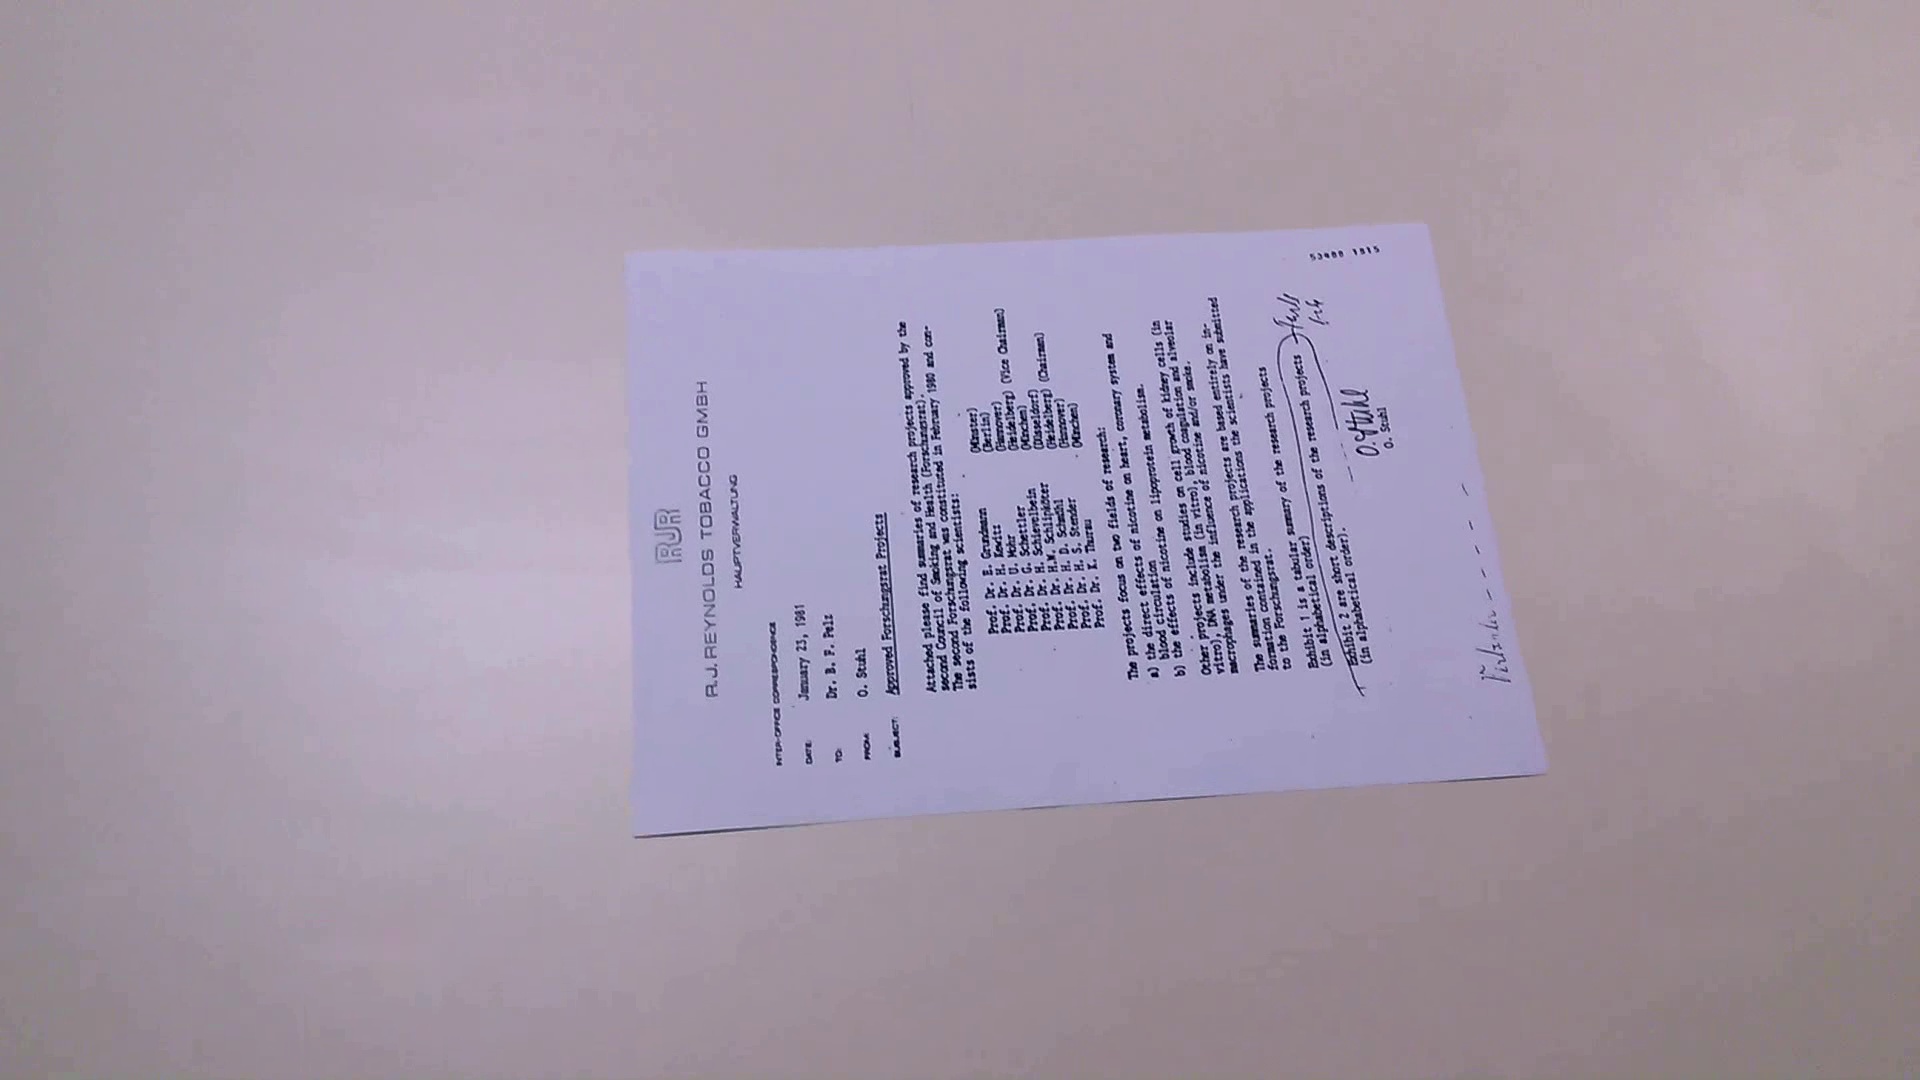 RJR
R.J. REYNOLDS TOBACCO GMBH
HAUPTVERWALTUNG
INTER-OFFICE CORRESPONDENCE
DATE: January 23, 1981
TO: Dr. B. F. Pelz
FROM: O. Stuhl
SUBJECT: Approved Forschungsrat Projects
Attached please find summaries of research projects approved by the
second Council of Smoking and Health (Forschungsrat).
The second Forschungsrat was constituted in February 1980 and con-
sists of the following scientists:
Prof. Dr. E. Grundmann (Münster)
Prof. Dr. H. Kewitz (Berlin)
Prof. Dr. U. Mohr (Hannover)
Prof. Dr. G. Schettler (Heidelberg) (Vice Chairman)
Prof. Dr. H. Schievelbein (München)
Prof. Dr. H.W. Schlipköter (Düsseldorf)
Prof. Dr. H. D. Schmähl (Heidelberg) (Chairman)
Prof. Dr. H. S. Stender (Hannover)
Prof. Dr. K. Thurau (München)
The projects focus on two fields of research:
a) the direct effects of nicotine on heart, coronary system and
blood circulation
b) the effects of nicotine on lipoprotein metabolism.
Other projects include studies on cell growth of kidney cells (in
vitro), DNA metabolism (in vitro), blood coagulation and alveolar
macrophages under the influence of nicotine and/or smoke.
The summaries of the research projects are based entirely on in-
formation contained in the applications the scientists have submitted
to the Forschungsrat.
Exhibit 1 is a tabular summary of the research projects
(in alphabetical order)
Exhibit 2 are short descriptions of the research projects
(in alphabetical order).
O. Stuhl
O. Stuhl
53480 1315